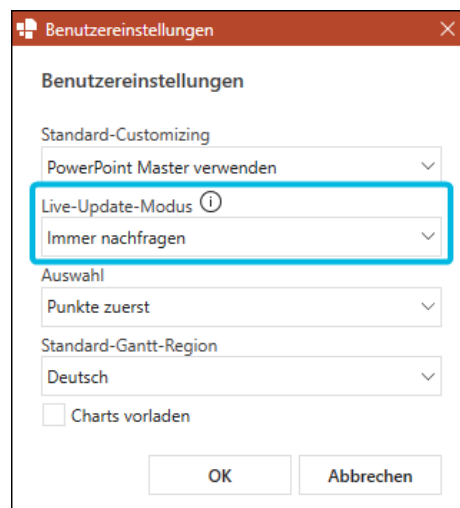 Benutzereinstellungen
Benutzereinstellungen
Standard-Customizing
PowerPoint Master verwenden
Live-Update-Modus
Immer nachfragen
Auswahl
Punkte zuerst
Standard-Gantt-Region
Deutsch
Charts vorladen
OK
Abbrechen